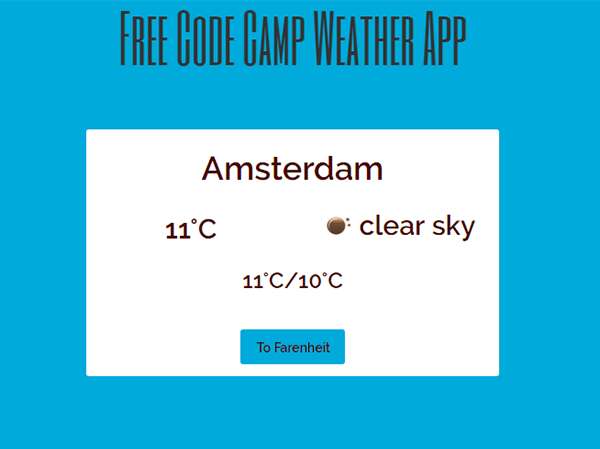 Free Code Camp Weather App
Amsterdam
11°C
clear sky
11°C/10°C
To Farenheit